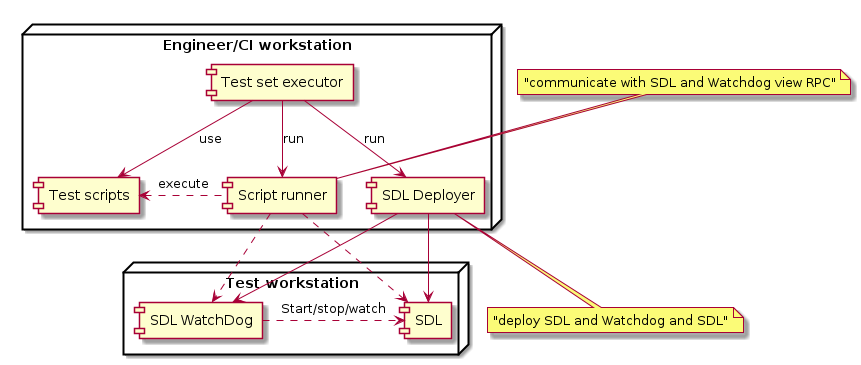 Engineer/CI workstation
Test set executor
"communicate with SDL and Watchdog view RPC"
use
run
run
Test scripts
execute
Script runner
SDL Deployer
Test workstation
SDL WatchDog
Start/stop/watch
SDL
"deploy SDL and Watchdog and SDL"